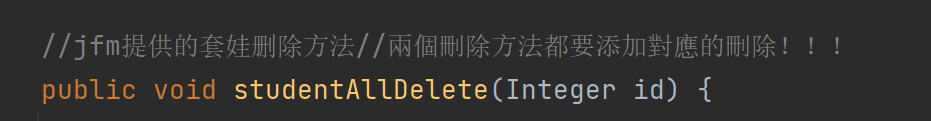 //jfm提供的套娃删除方法//兩個刪除方法都要添加對應的刪除！！！
public void studentAllDelete(Integer id) {